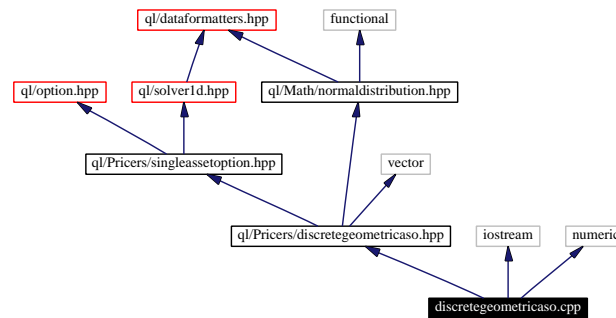 ql/dataformatters.hpp
functional
ql/option.hpp
ql/solver1d.hpp
ql/Math/normaldistribution.hpp
ql/Pricers/singleassetoption.hpp
vector
ql/Pricers/discretegeometricaso.hpp
iostream
numeric
discretegeometricaso.cpp